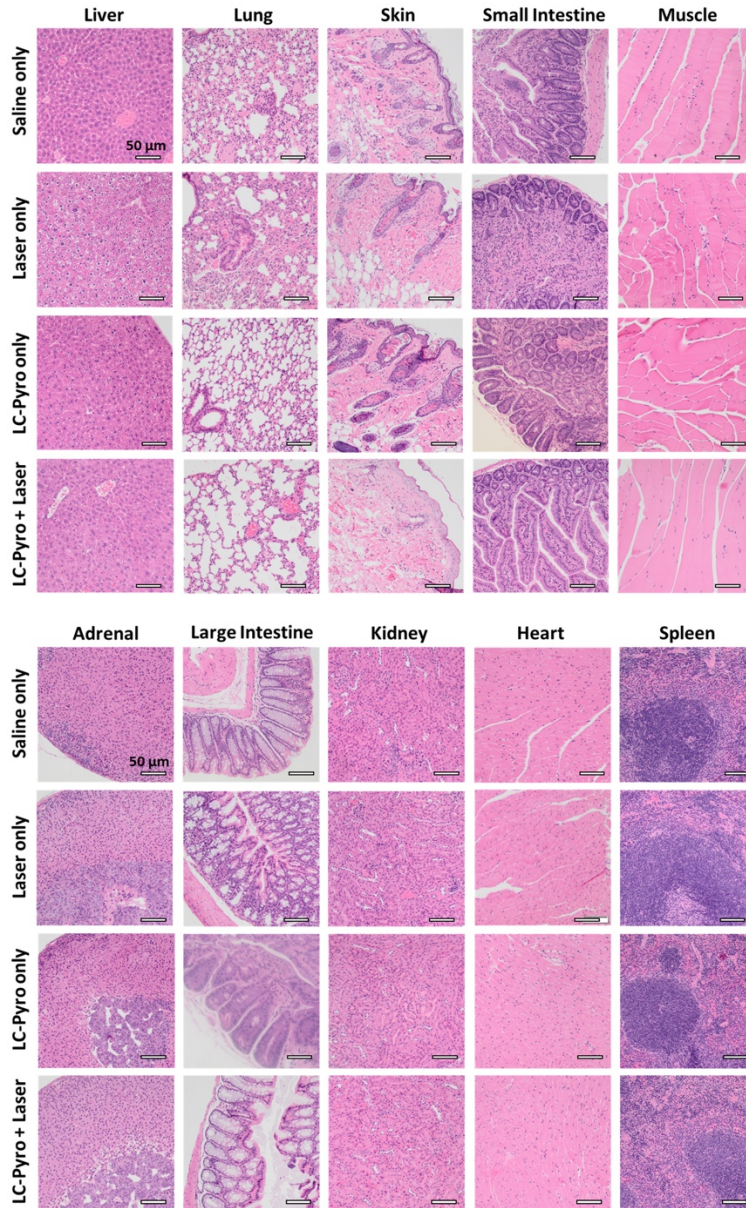 Liver Lung Skin Small Intestine Muscle
Saline only
50 μm
Laser only
LC-Pyro only
LC-Pyro + Laser
Adrenal Large Intestine Kidney Heart Spleen
Saline only
50 μm
Laser only
LC-Pyro only
LC-Pyro + Laser